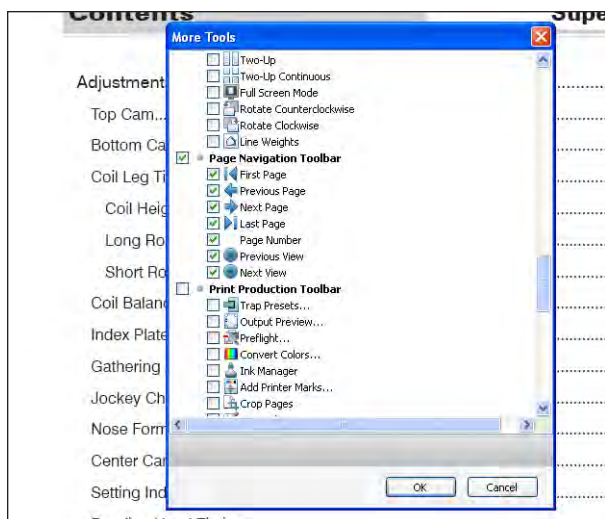 Contents
Supe
More Tools
Two-Up
Two-Up Continuous
Full Screen Mode
Rotate Counterclockwise
Rotate Clockwise
Line Weights
Page Navigation Toolbar
First Page
Previous Page
Next Page
Last Page
Page Number
Previous View
Next View
Print Production Toolbar
Trap Presets...
Output Preview...
Preflight...
Convert Colors...
Ink Manager
Add Printer Marks...
Crop Pages
OK
Cancel
Adjustment
Top Cam...
Bottom Ca
Coil Leg Ti
Coil Heig
Long Ro
Short Ro
Coil Balanc
Index Plate
Gathering
Jockey Ch
Nose Form
Center Car
Setting Ind